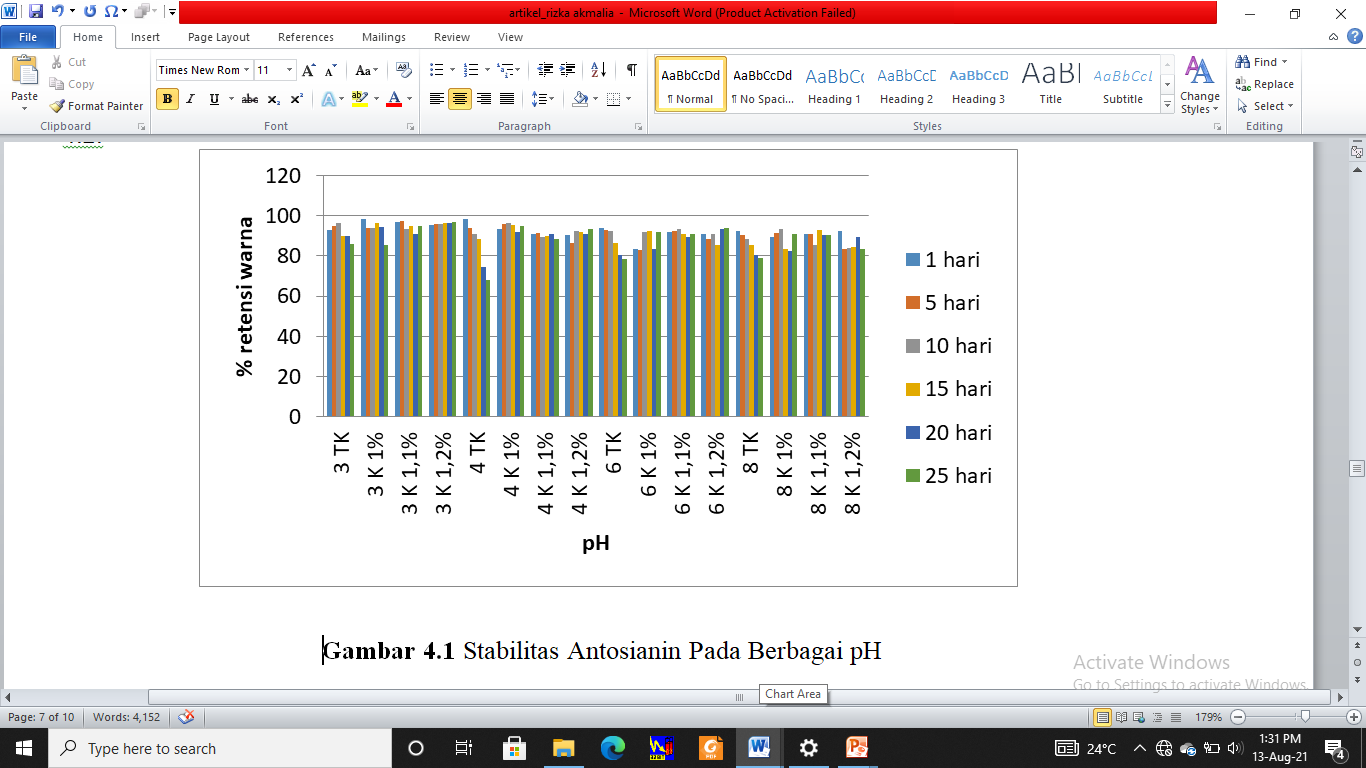 artikel_rizka akmalia - Microsoft Word (Product Activation Failed)
File Home Insert Page Layout References Mailings Review View
Paste
Cut
Copy
Format Painter
Clipboard
Times New Rom 11
Font
Paragraph
AaBbCcDd AaBbCcDd AaBbCc AaBbCcD AaBbCcD AaBl AaBbCcL
¶ Normal ¶ No Spaci... Heading 1 Heading 2 Heading 3 Title Subtitle
Change Styles
Styles
Find
Replace
Select
Editing
120
100
80
60
40
20
0
% retensi warna
3 TK
3 K 1%
3 K 1,1%
3 K 1,2%
4 TK
4 K 1%
4 K 1,1%
4 K 1,2%
6 TK
6 K 1%
6 K 1,1%
6 K 1,2%
8 TK
8 K 1%
8 K 1,1%
8 K 1,2%
pH
1 hari
5 hari
10 hari
15 hari
20 hari
25 hari
Gambar 4.1 Stabilitas Antosianin Pada Berbagai pH
Activate Windows
Go to Settings to activate Windows.
Chart Area
Page: 7 of 10 Words: 4,152 179%
Type here to search
24°C
1:31 PM
13-Aug-21
4